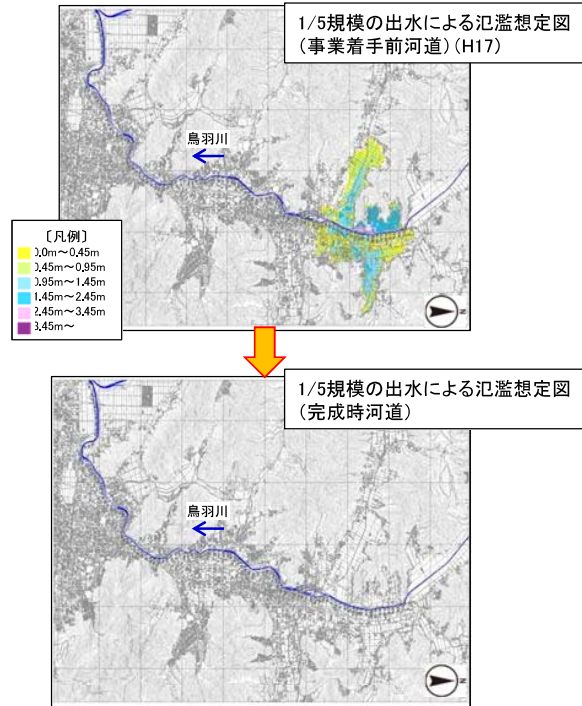 1/5規模の出水による氾濫想定図
(事業着手前河道)(H17)
鳥羽川
[凡例]
0.0m～0.45m
0.45m～0.95m
0.95m～1.45m
1.45m～2.45m
2.45m～3.45m
3.45m～
N
1/5規模の出水による氾濫想定図
(完成時河道)
鳥羽川
N